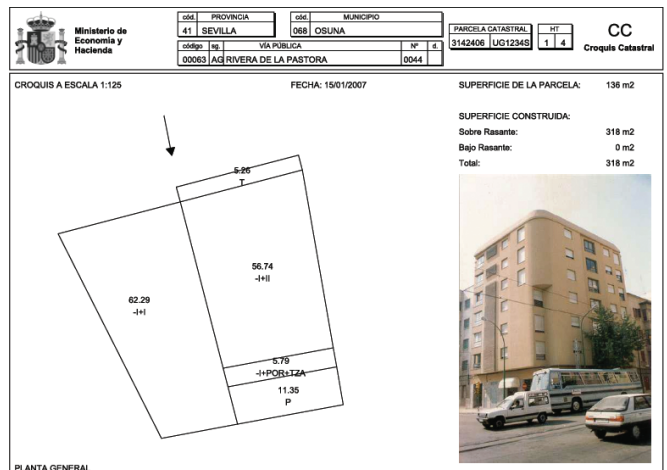 Ministerio de
Economía y
Hacienda
cód. PROVINCIA
41 SEVILLA
cód. MUNICIPIO
068 OSUNA
código sg. VÍA PÚBLICA Nº d.
00063 AG RIVERA DE LA PASTORA 0044
PARCELA CATASTRAL HT
3142406 UG1234S 1 4
CC
Croquis Catastral
CROQUIS A ESCALA 1:125
FECHA: 15/01/2007
SUPERFICIE DE LA PARCELA: 136 m2
SUPERFICIE CONSTRUIDA:
Sobre Rasante: 318 m2
Bajo Rasante: 0 m2
Total: 318 m2
5.26
T
56.74
-I+II
62.29
-I+I
5.79
-I+POR+TZA
11.35
P
PLANTA GENERAL